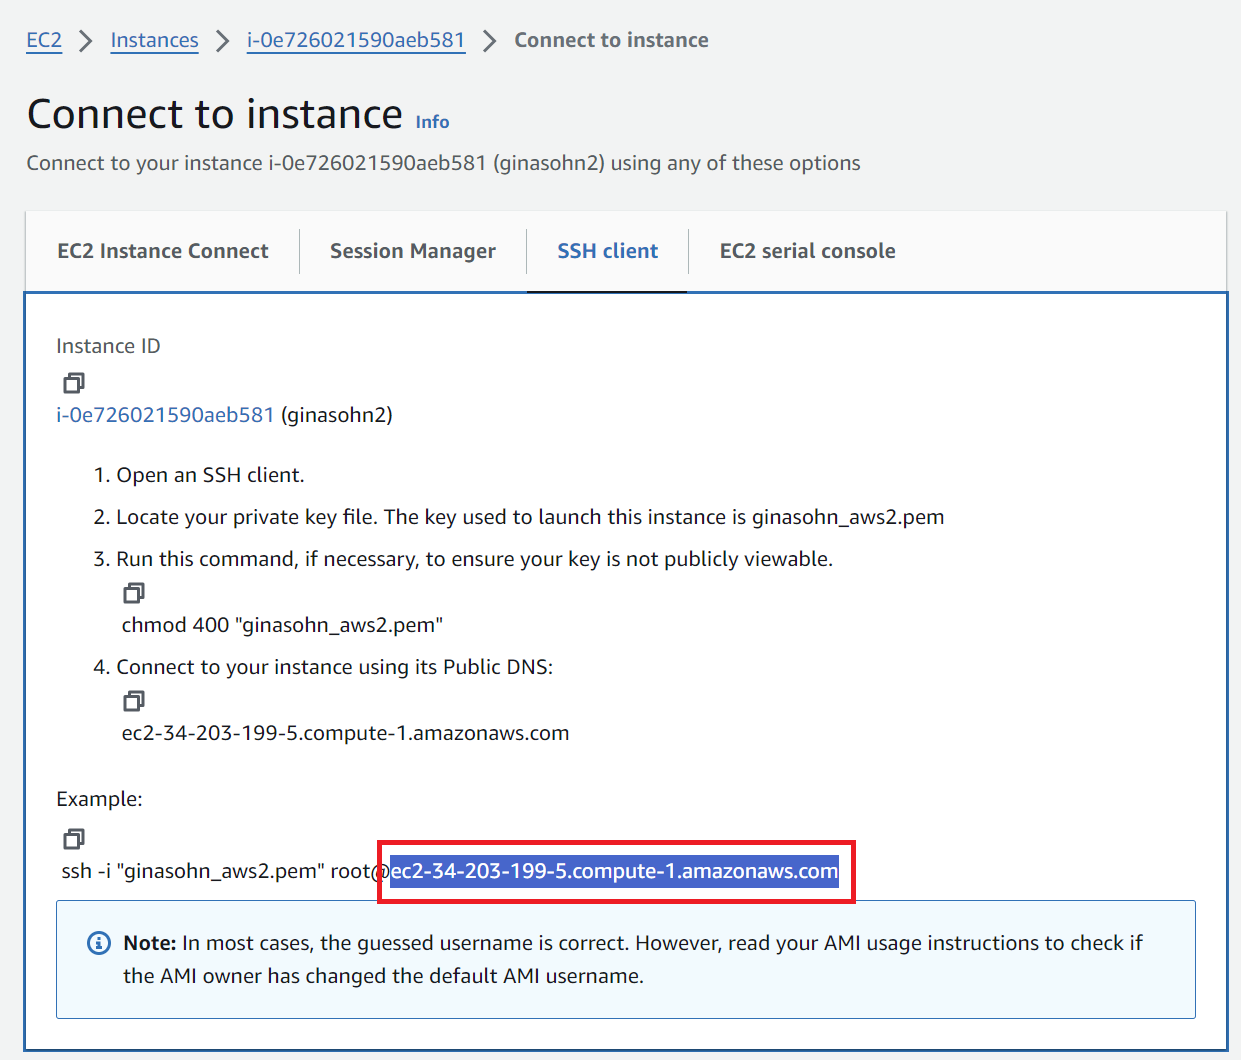 EC2 > Instances > i-0e726021590aeb581 > Connect to instance
Connect to instance Info
Connect to your instance i-0e726021590aeb581 (ginasohn2) using any of these options
EC2 Instance Connect Session Manager SSH client EC2 serial console
Instance ID
i-0e726021590aeb581 (ginasohn2)
1. Open an SSH client.
2. Locate your private key file. The key used to launch this instance is ginasohn_aws2.pem
3. Run this command, if necessary, to ensure your key is not publicly viewable.
chmod 400 "ginasohn_aws2.pem"
4. Connect to your instance using its Public DNS:
ec2-34-203-199-5.compute-1.amazonaws.com
Example:
ssh -i "ginasohn_aws2.pem" root@ec2-34-203-199-5.compute-1.amazonaws.com
Note: In most cases, the guessed username is correct. However, read your AMI usage instructions to check if
the AMI owner has changed the default AMI username.